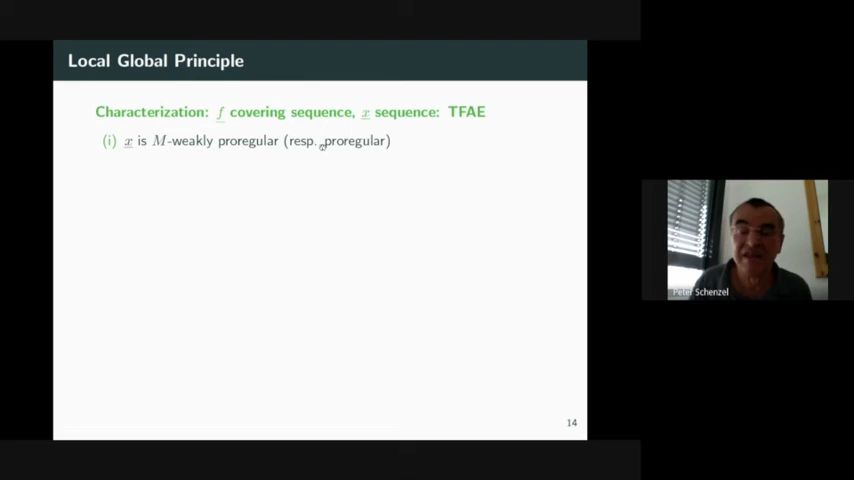 Local Global Principle
Characterization: f covering sequence, x sequence: TFAE
(i) x is M-weakly proregular (resp. proregular)
Peter Schenzel
14